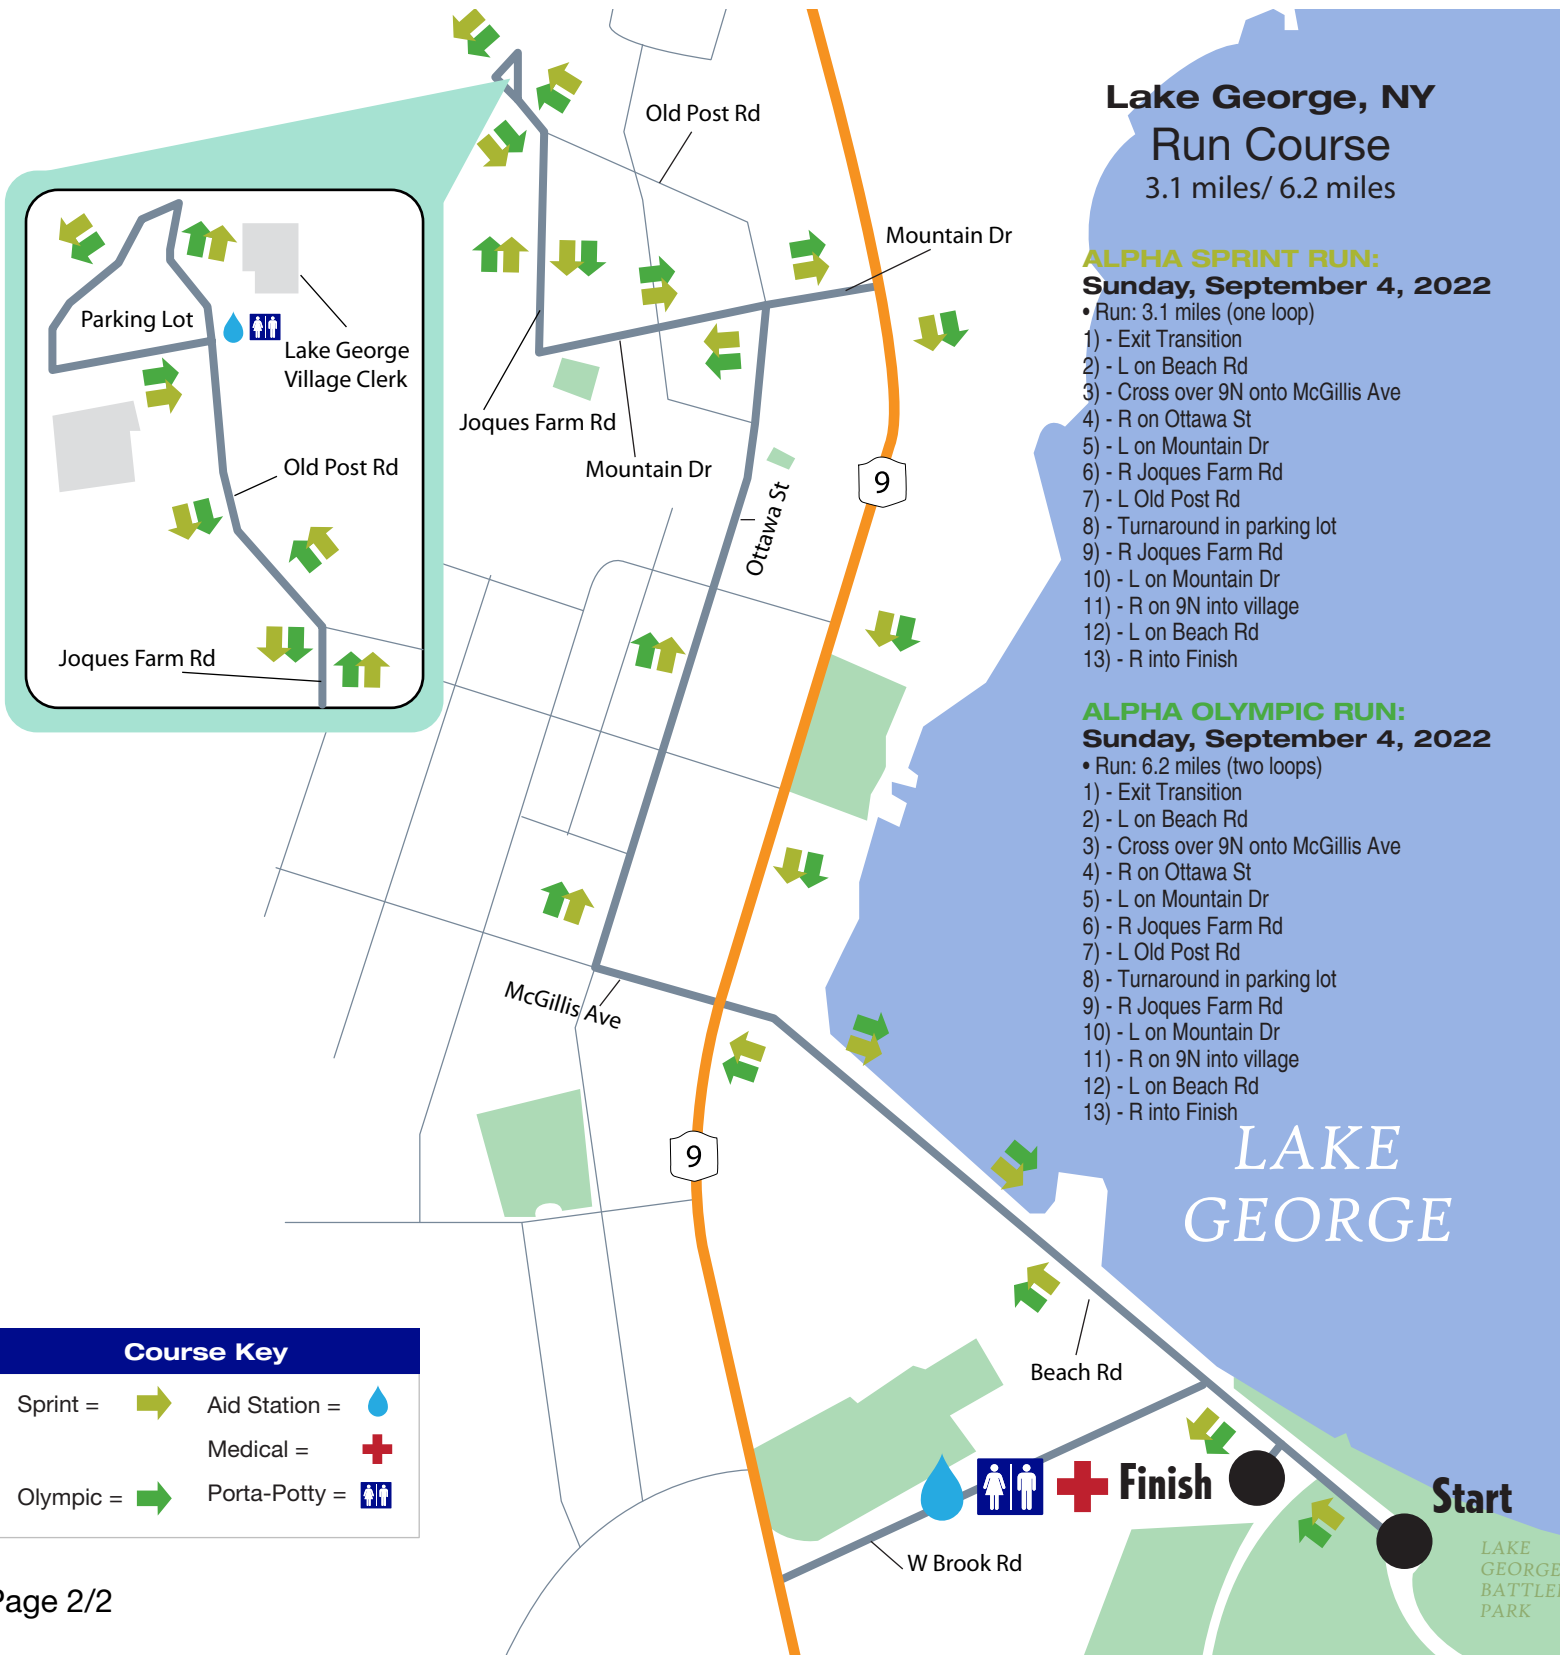 Lake George, NY
Run Course
3.1 miles/ 6.2 miles
ALPHA SPRINT RUN:
Sunday, September 4, 2022
• Run: 3.1 miles (one loop)
1) - Exit Transition
2) - L on Beach Rd
3) - Cross over 9N onto McGillis Ave
4) - R on Ottawa St
5) - L on Mountain Dr
6) - R Joques Farm Rd
7) - L Old Post Rd
8) - Turnaround in parking lot
9) - R Joques Farm Rd
10) - L on Mountain Dr
11) - R on 9N into village
12) - L on Beach Rd
13) - R into Finish
ALPHA OLYMPIC RUN:
Sunday, September 4, 2022
• Run: 6.2 miles (two loops)
1) - Exit Transition
2) - L on Beach Rd
3) - Cross over 9N onto McGillis Ave
4) - R on Ottawa St
5) - L on Mountain Dr
6) - R Joques Farm Rd
7) - L Old Post Rd
8) - Turnaround in parking lot
9) - R Joques Farm Rd
10) - L on Mountain Dr
11) - R on 9N into village
12) - L on Beach Rd
13) - R into Finish
LAKE
GEORGE
Old Post Rd
Mountain Dr
Joques Farm Rd
Mountain Dr
9
Ottawa St
Parking Lot
Lake George
Village Clerk
Old Post Rd
Joques Farm Rd
McGillis Ave
9
Beach Rd
Finish
Start
W Brook Rd
LAKE
GEORGE
BATTLE
PARK
Course Key
Sprint =
Aid Station =
Medical =
Olympic =
Porta-Potty =
Page 2/2